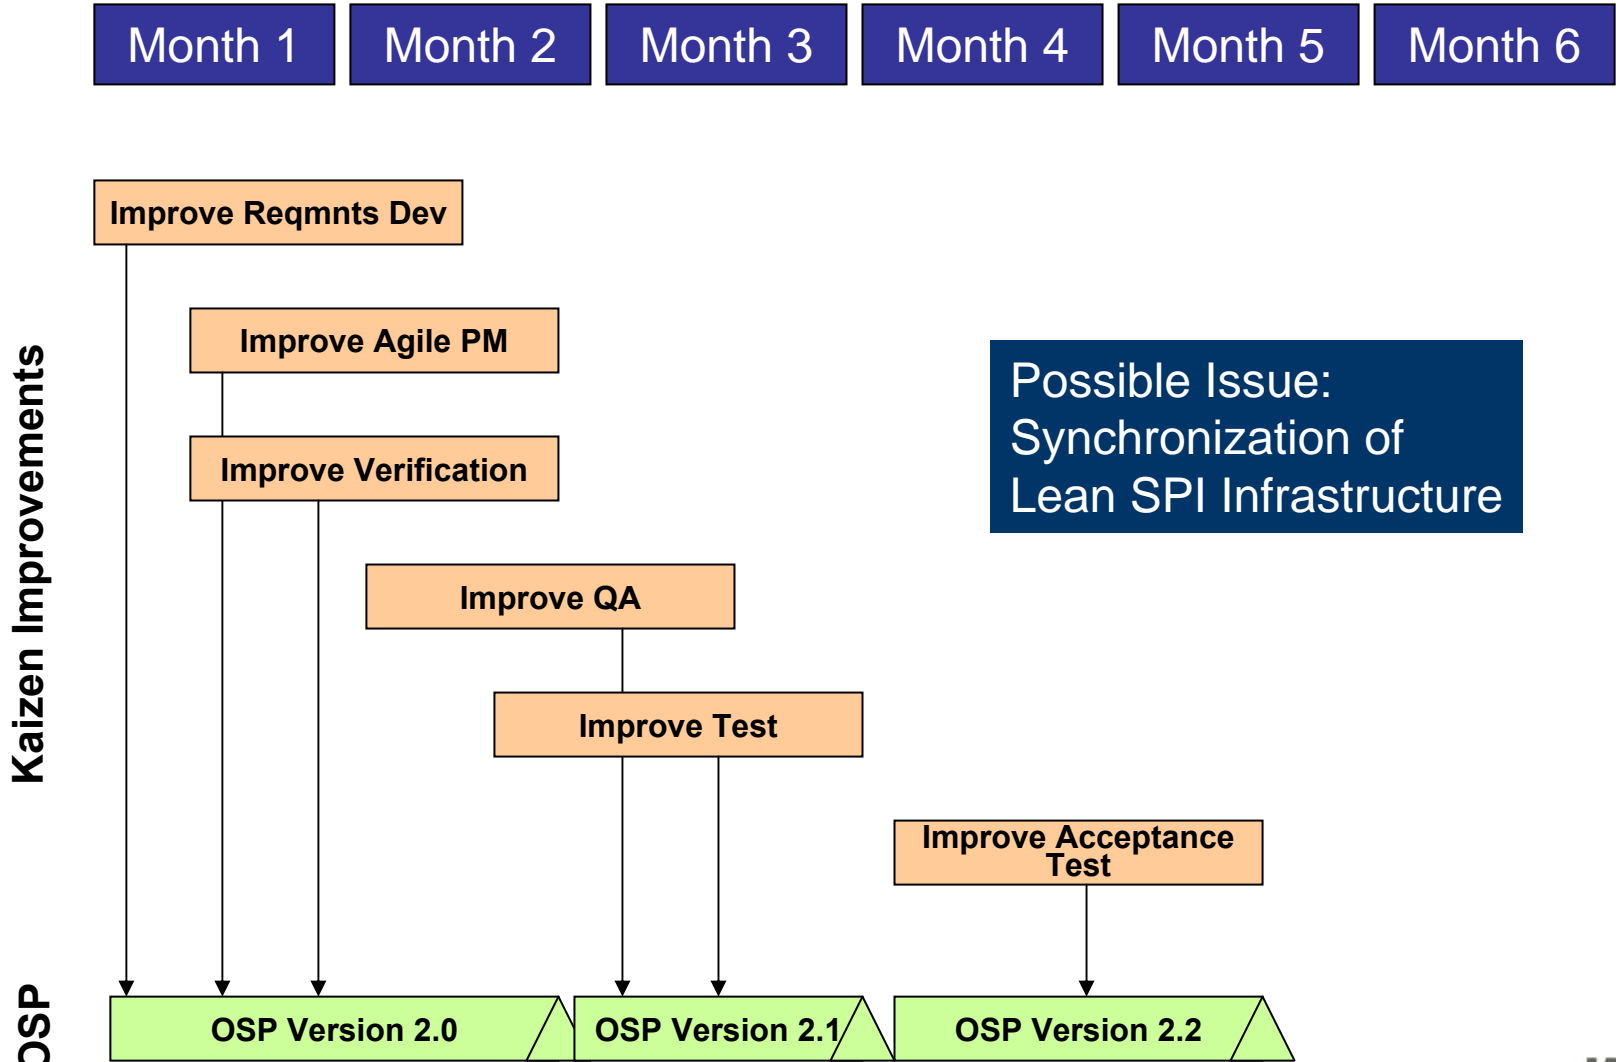 Month 1
Month 2
Month 3
Month 4
Month 5
Month 6
Kaizen Improvements
Improve Reqmnts Dev
Improve Agile PM
Improve Verification
Possible Issue:
Synchronization of
Lean SPI Infrastructure
Improve QA
Improve Test
Improve Acceptance
Test
OSP
OSP Version 2.0
OSP Version 2.1
OSP Version 2.2